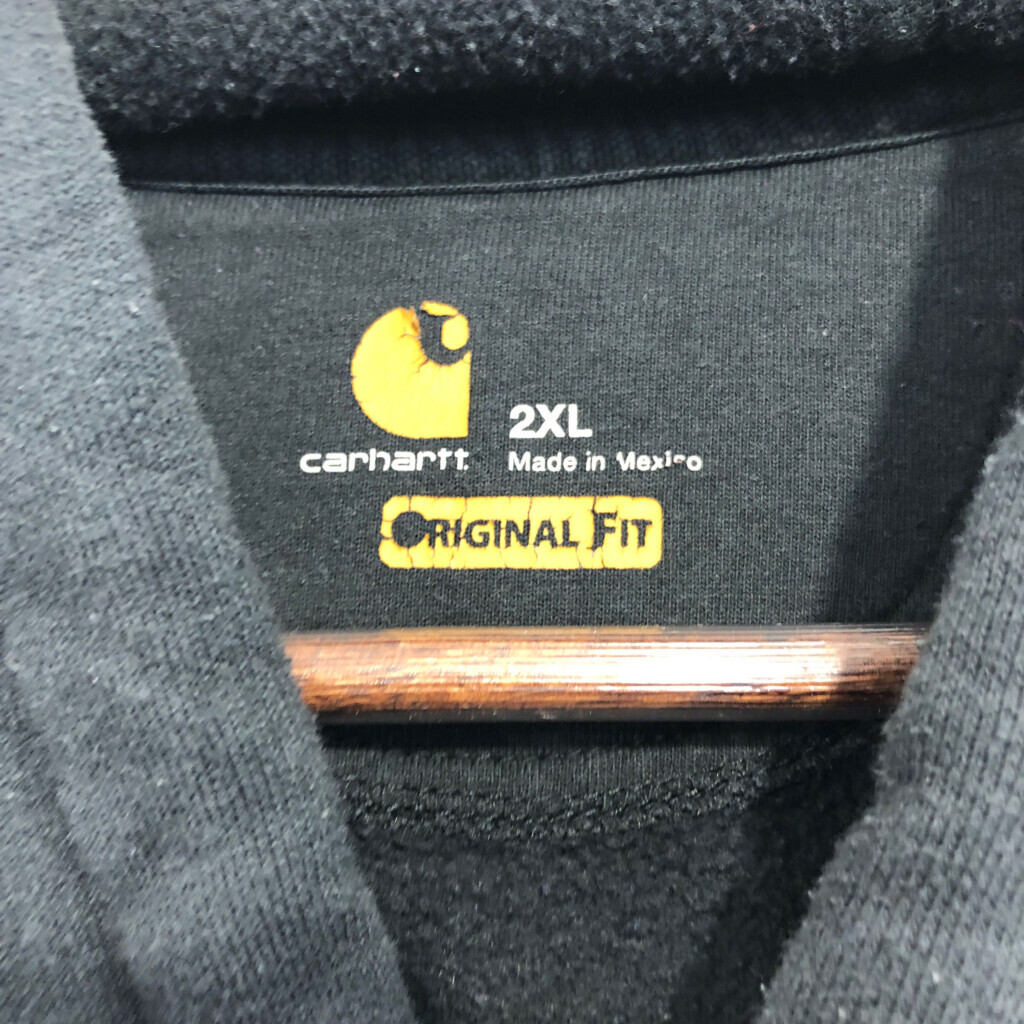 2XL
carhartt
Made in Mexico
ORIGINAL FIT